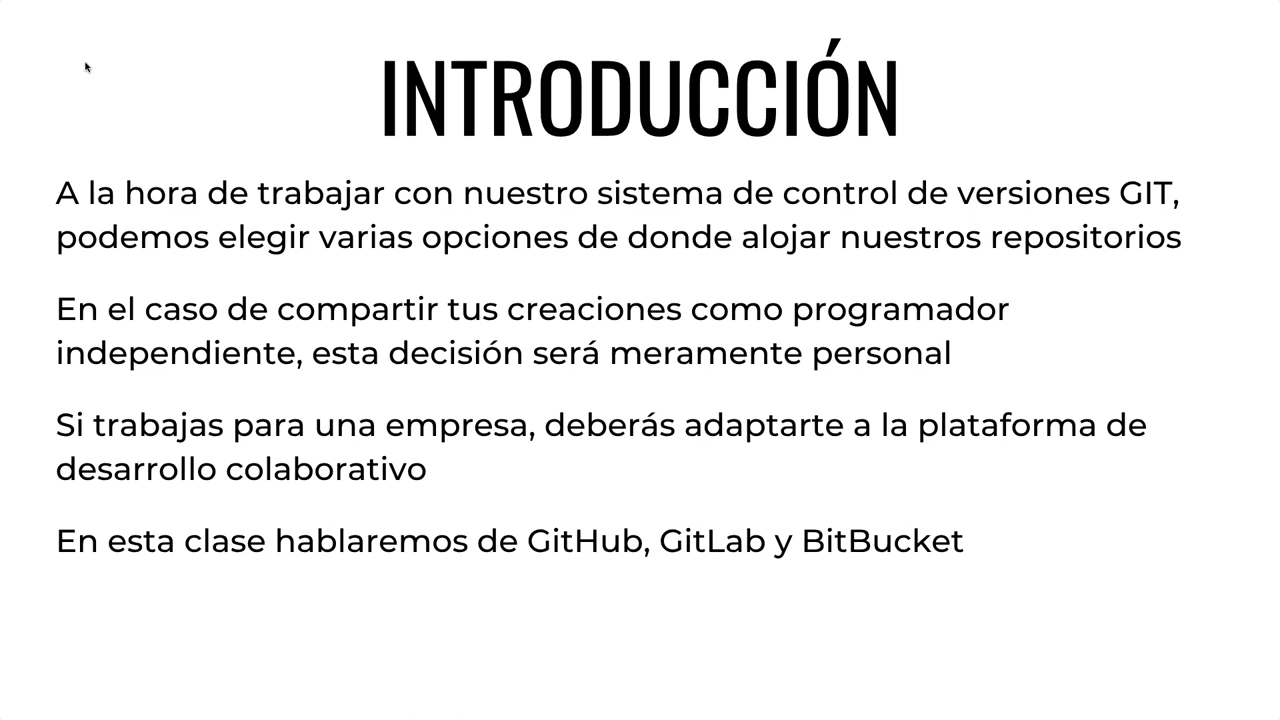 INTRODUCCIÓN
A la hora de trabajar con nuestro sistema de control de versiones GIT,
podemos elegir varias opciones de donde alojar nuestros repositorios
En el caso de compartir tus creaciones como programador
independiente, esta decisión será meramente personal
Si trabajas para una empresa, deberás adaptarte a la plataforma de
desarrollo colaborativo
En esta clase hablaremos de GitHub, GitLab y BitBucket